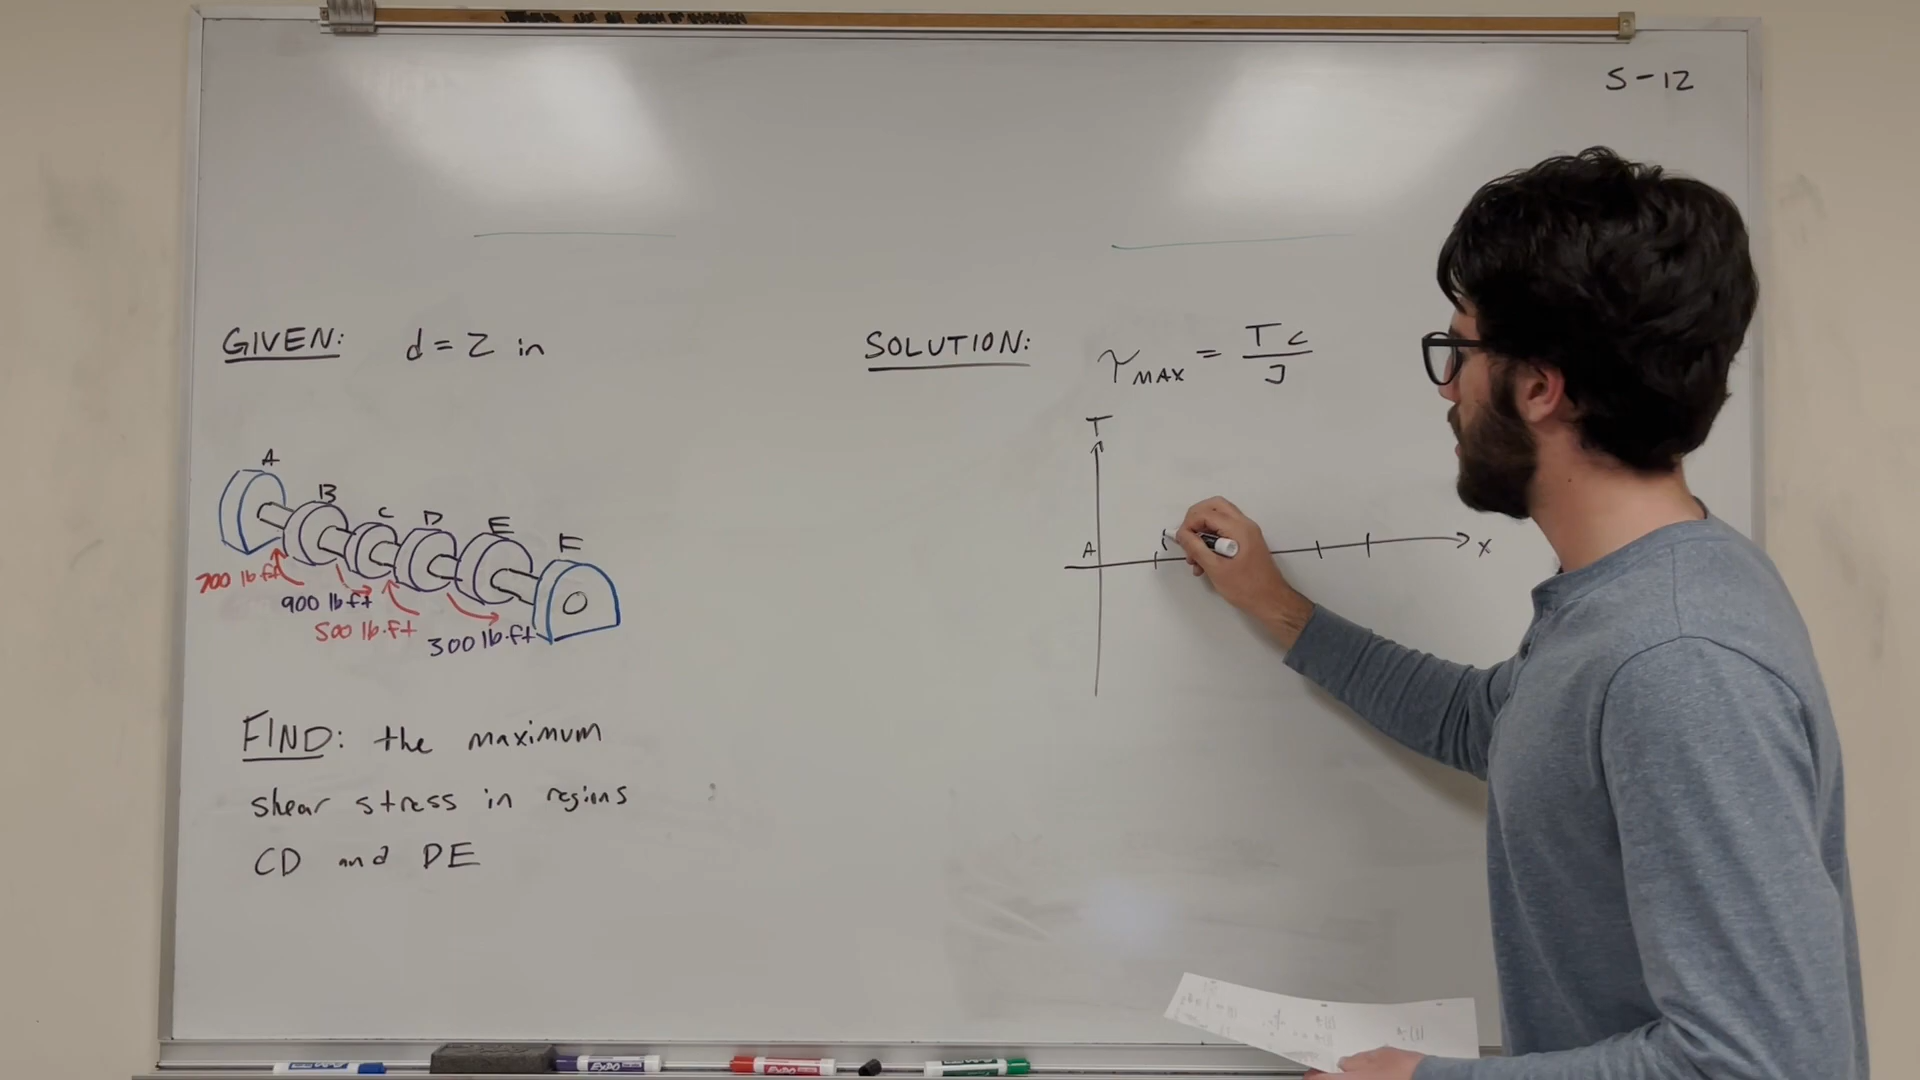 S-12
GIVEN: d = 2 in
A
B
C
D
E
F
700 lb·ft
900 lb·ft
500 lb·ft
300 lb·ft
FIND: the maximum
shear stress in regions
CD and DE
SOLUTION: τMAX = Tc/J
T
A
x
EXPO
EXPO